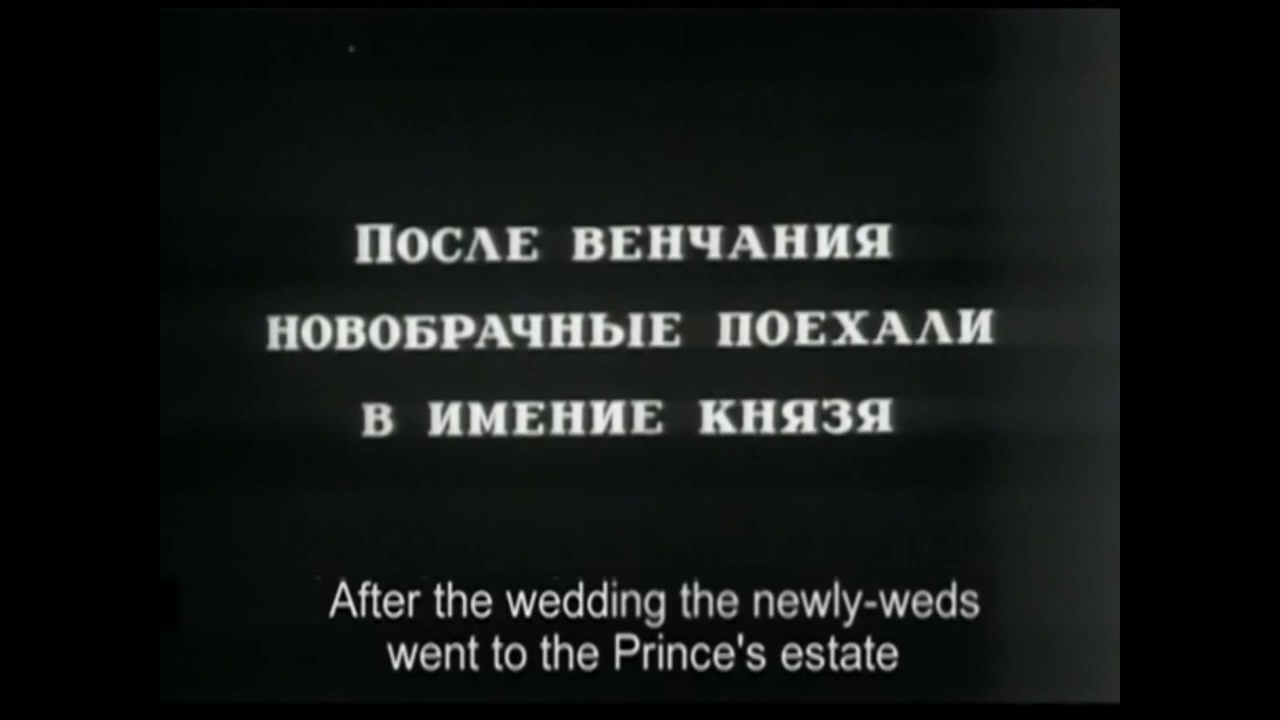 После венчания
новобрачные поехали
в имение князя
After the wedding the newly-weds
went to the Prince's estate